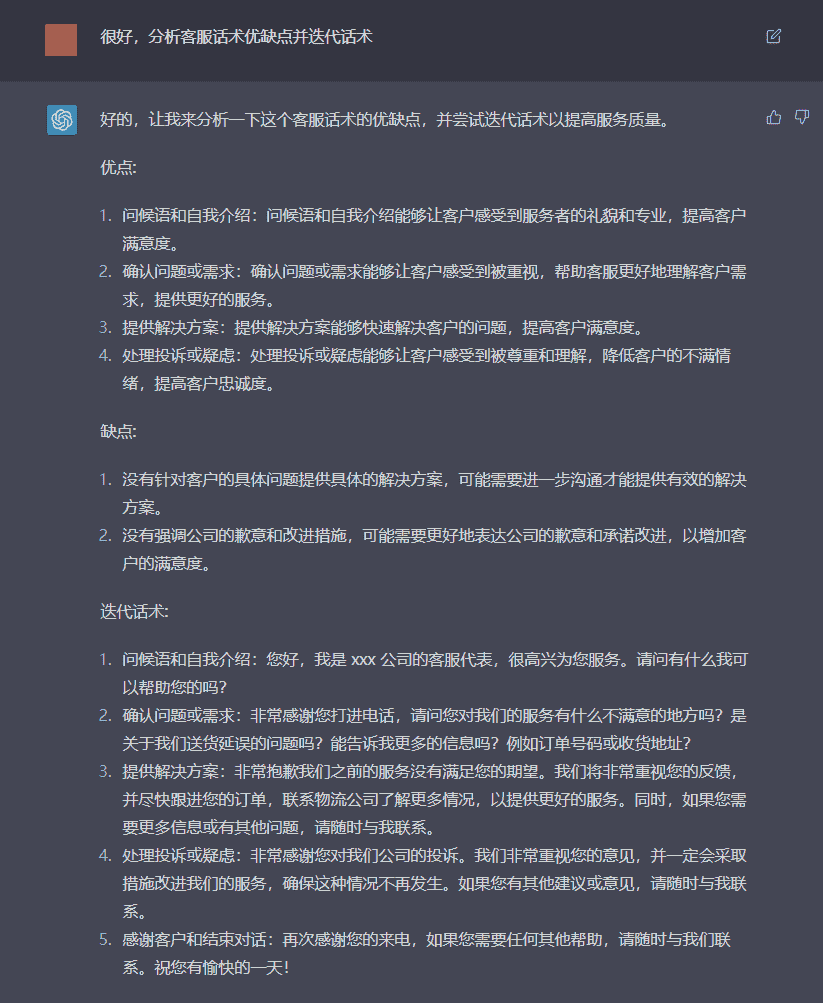 很好，分析客服话术优缺点并迭代话术
好的，让我来分析一下这个客服话术的优缺点，并尝试迭代话术以提高服务质量。
优点:
1. 问候语和自我介绍：问候语和自我介绍能够让客户感受到服务者的礼貌和专业，提高客户
满意度。
2. 确认问题或需求：确认问题或需求能够让客户感受到被重视，帮助客服更好地理解客户需
求，提供更好的服务。
3. 提供解决方案：提供解决方案能够快速解决客户的问题，提高客户满意度。
4. 处理投诉或疑虑：处理投诉或疑虑能够让客户感受到被尊重和理解，降低客户的不满情
绪，提高客户忠诚度。
缺点:
1. 没有针对客户的具体问题提供具体的解决方案，可能需要进一步沟通才能提供有效的解决
方案。
2. 没有强调公司的歉意和改进措施，可能需要更好地表达公司的歉意和承诺改进，以增加客
户的满意度。
迭代话术:
1. 问候语和自我介绍：您好，我是 xxx 公司的客服代表，很高兴为您服务。请问有什么我可
以帮助您的吗？
2. 确认问题或需求：非常感谢您打进电话，请问您对我们的服务有什么不满意的地方吗？是
关于我们送货延误的问题吗？能告诉我更多的信息吗？例如订单号码或收货地址？
3. 提供解决方案：非常抱歉我们之前的服务没有满足您的期望。我们将非常重视您的反馈，
并尽快跟进您的订单，联系物流公司了解更多情况，以提供更好的服务。同时，如果您需
要更多信息或有其他问题，请随时与我联系。
4. 处理投诉或疑虑：非常感谢您对我们公司的投诉。我们非常重视您的意见，并一定会采取
措施改进我们的服务，确保这种情况不再发生。如果您有其他建议或意见，请随时与我联
系。
5. 感谢客户和结束对话：再次感谢您的来电，如果您需要任何其他帮助，请随时与我们联
系。祝您有愉快的一天！